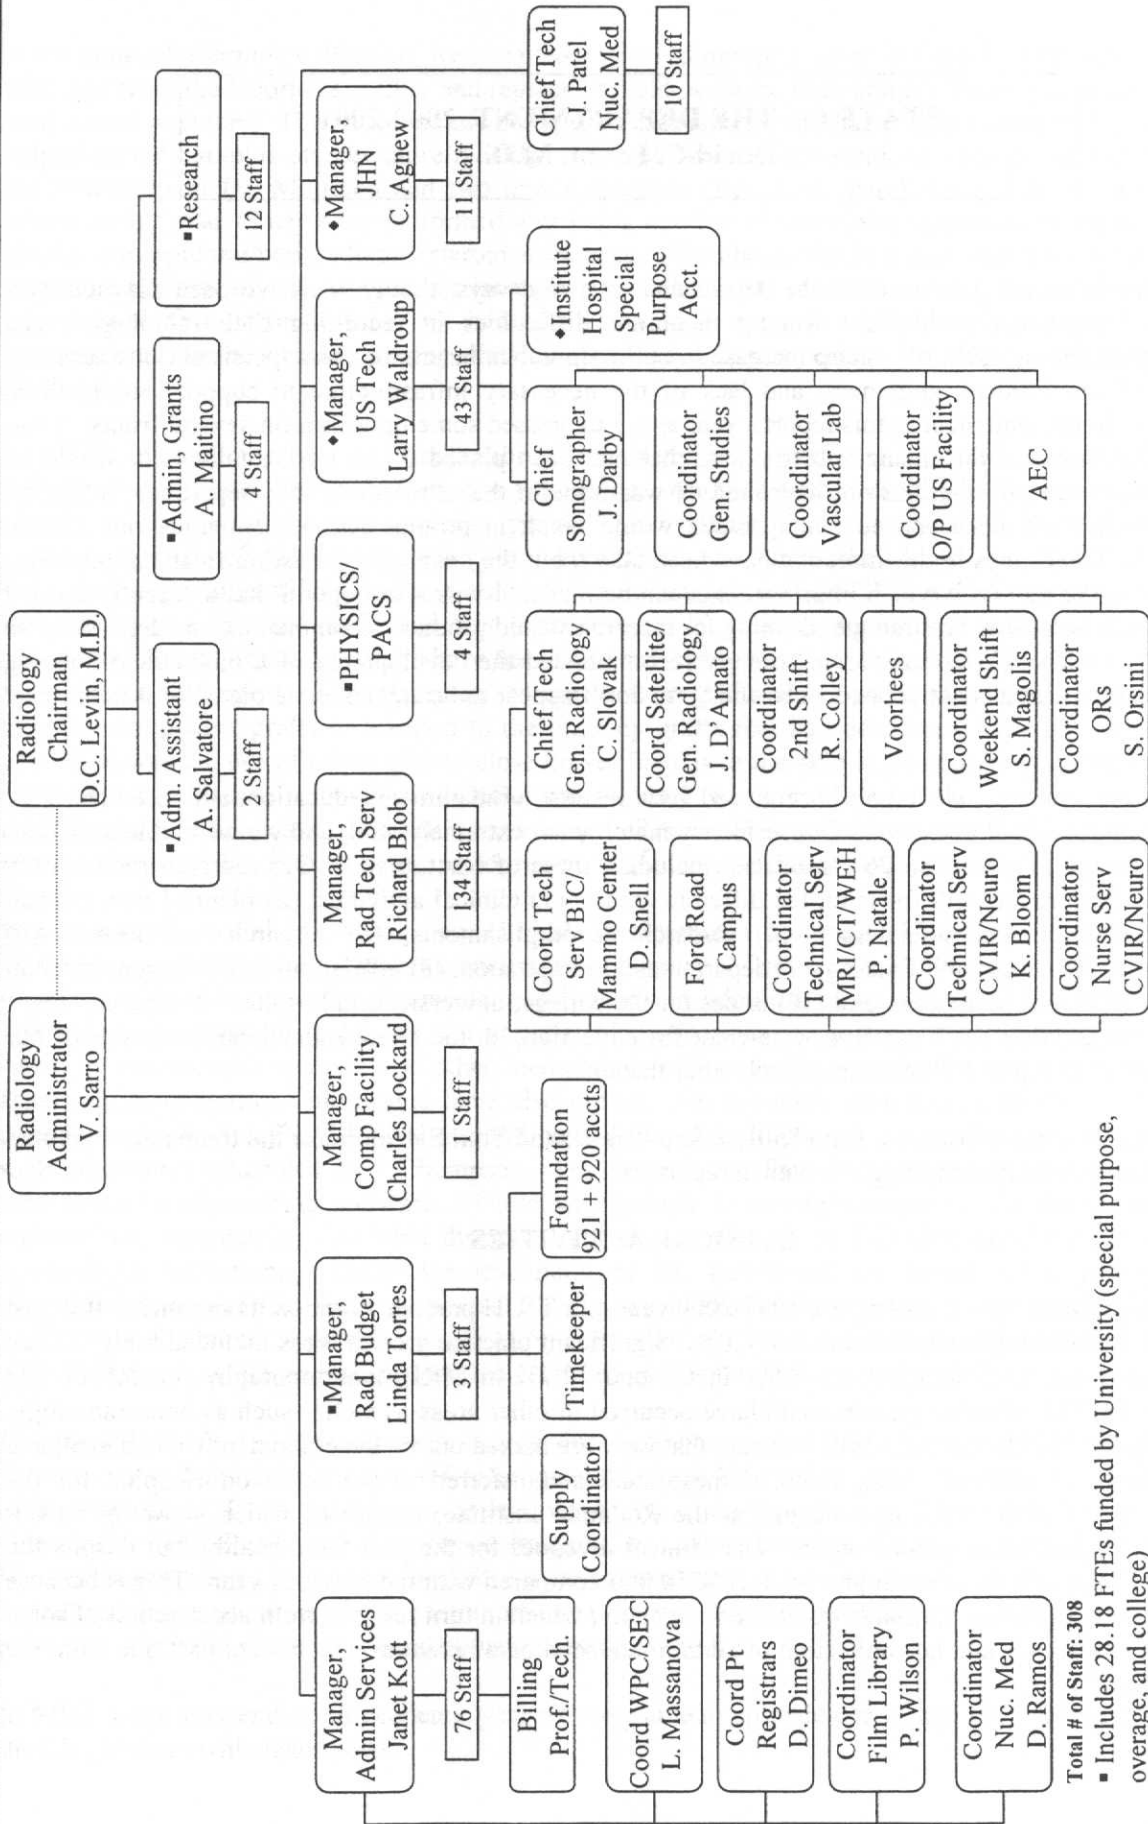 Radiology
Administrator
V. Sarro
Radiology
Chairman
D.C. Levin, M.D.
▪Adm. Assistant
A. Salvatore
2 Staff
▪Admin, Grants
A. Maitino
4 Staff
▪Research
12 Staff
Manager,
Admin Services
Janet Kott
76 Staff
▪Manager,
Rad Budget
Linda Torres
3 Staff
Manager,
Comp Facility
Charles Lockard
7 Staff
Manager,
Rad Tech Serv
Richard Blob
134 Staff
▪PHYSICS/
PACS
4 Staff
♦Manager,
US Tech
Larry Waldroup
43 Staff
♦Manager,
JHN
C. Agnew
11 Staff
Chief Tech
J. Patel
Nuc. Med
10 Staff
Billing
Prof./Tech.
Coord WPC/SEC
L. Massanova
Coord Pt
Registrars
D. Dimeo
Coordinator
Film Library
P. Wilson
Coordinator
Nuc. Med
D. Ramos
Supply
Coordinator
Timekeeper
Foundation
921 + 920 accts
Coord Tech
Serv BIC/
Mammo Center
D. Snell
Ford Road
Campus
Coordinator
Technical Serv
MRI/CT/WEH
P. Natale
Coordinator
Technical Serv
CVIR/Neuro
K. Bloom
Coordinator
Nurse Serv
CVIR/Neuro
Chief Tech
Gen. Radiology
C. Slovak
Coord Satellite/
Gen. Radiology
J. D' Amato
Coordinator
2nd Shift
R. Colley
Voorhees
Coordinator
Weekend Shift
S. Magolis
Coordinator
ORs
S. Orsini
Chief
Sonographer
J. Darby
Coordinator
Gen. Studies
Coordinator
Vascular Lab
Coordinator
O/P US Facility
AEC
♦Institute
Hospital
Special
Purpose
Acct.
Total # of Staff: 308
▪ Includes 28.18 FTEs funded by University (special purpose,
overage, and college)